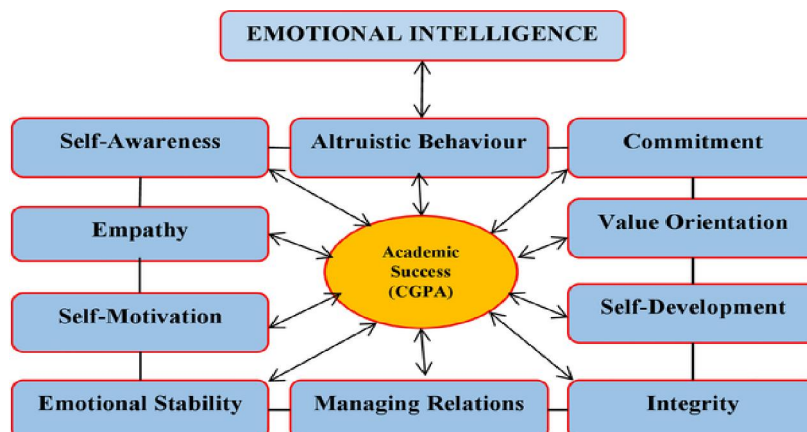 EMOTIONAL INTELLIGENCE
Self-Awareness
Altruistic Behaviour
Commitment
Empathy
Value Orientation
Academic
Success
(CGPA)
Self-Motivation
Self-Development
Emotional Stability
Managing Relations
Integrity